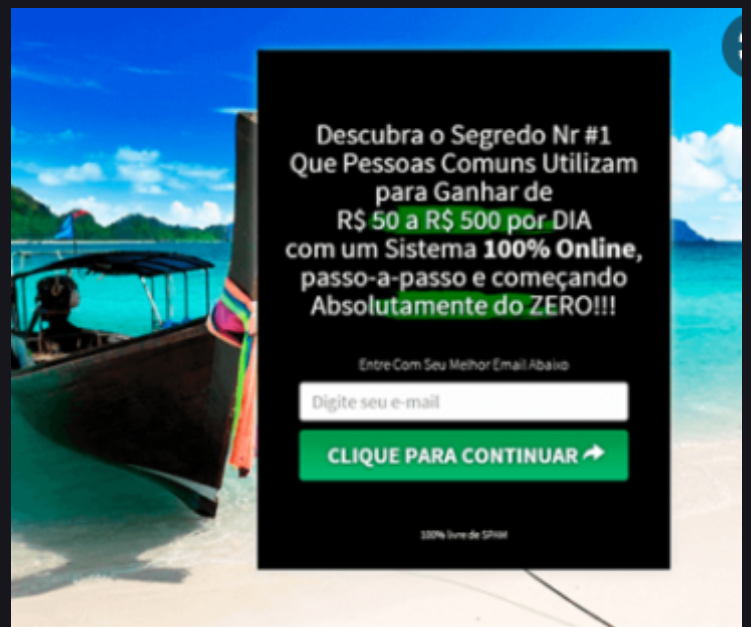 Descubra o Segredo Nr #1
Que Pessoas Comuns Utilizam
para Ganhar de
R$ 50 a R$ 500 por DIA
com um Sistema 100% Online,
passo-a-passo e começando
Absolutamente do ZERO!!!
Entre Com Seu Melhor Email Abaixo
Digite seu e-mail
CLIQUE PARA CONTINUAR
100% livre de SPAM